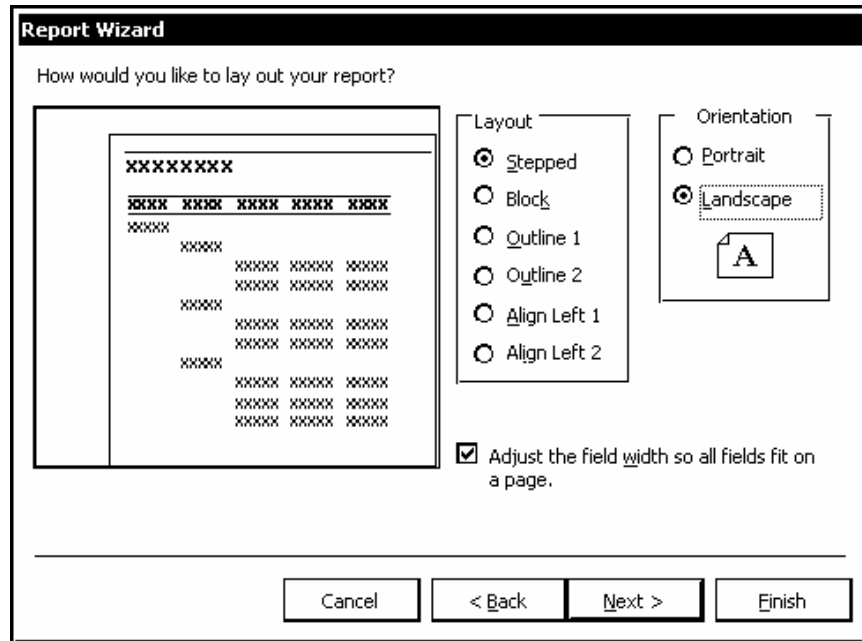 Report Wizard
How would you like to lay out your report?
XXXXXXXX
XXXX XXXX XXXX XXXX XXXX
XXXXX
XXXXX
XXXXX XXXXX XXXXX
XXXXX XXXXX XXXXX
XXXXX
XXXXX XXXXX XXXXX
XXXXX XXXXX XXXXX
XXXXX
XXXXX XXXXX XXXXX
XXXXX XXXXX XXXXX
XXXXX XXXXX XXXXX
Layout
Stepped
Block
Outline 1
Outline 2
Align Left 1
Align Left 2
Orientation
Portrait
Landscape
A
Adjust the field width so all fields fit on
a page.
Cancel
< Back
Next >
Finish